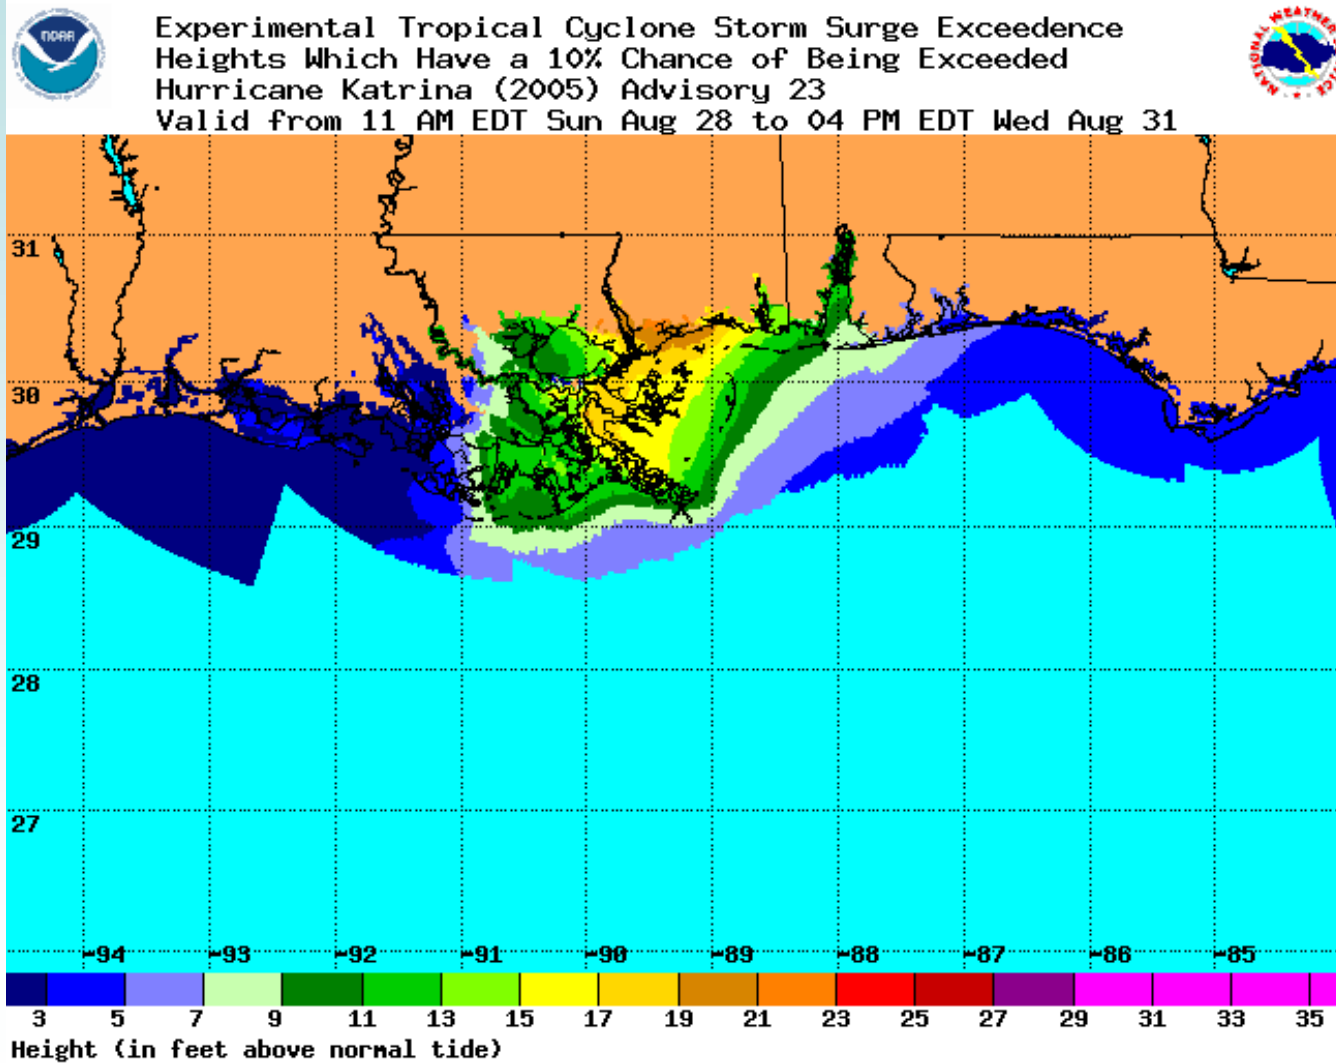 NOAA
NATIONAL WEATHER
Experimental Tropical Cyclone Storm Surge Exceedence
Heights Which Have a 10% Chance of Being Exceeded
Hurricane Katrina (2005) Advisory 23
Valid from 11 AM EDT Sun Aug 28 to 04 PM EDT Wed Aug 31
31
30
29
28
27
-94 -93 -92 -91 -90 -89 -88 -87 -86 -85
3 5 7 9 11 13 15 17 19 21 23 25 27 29 31 33 35
Height (in feet above normal tide)